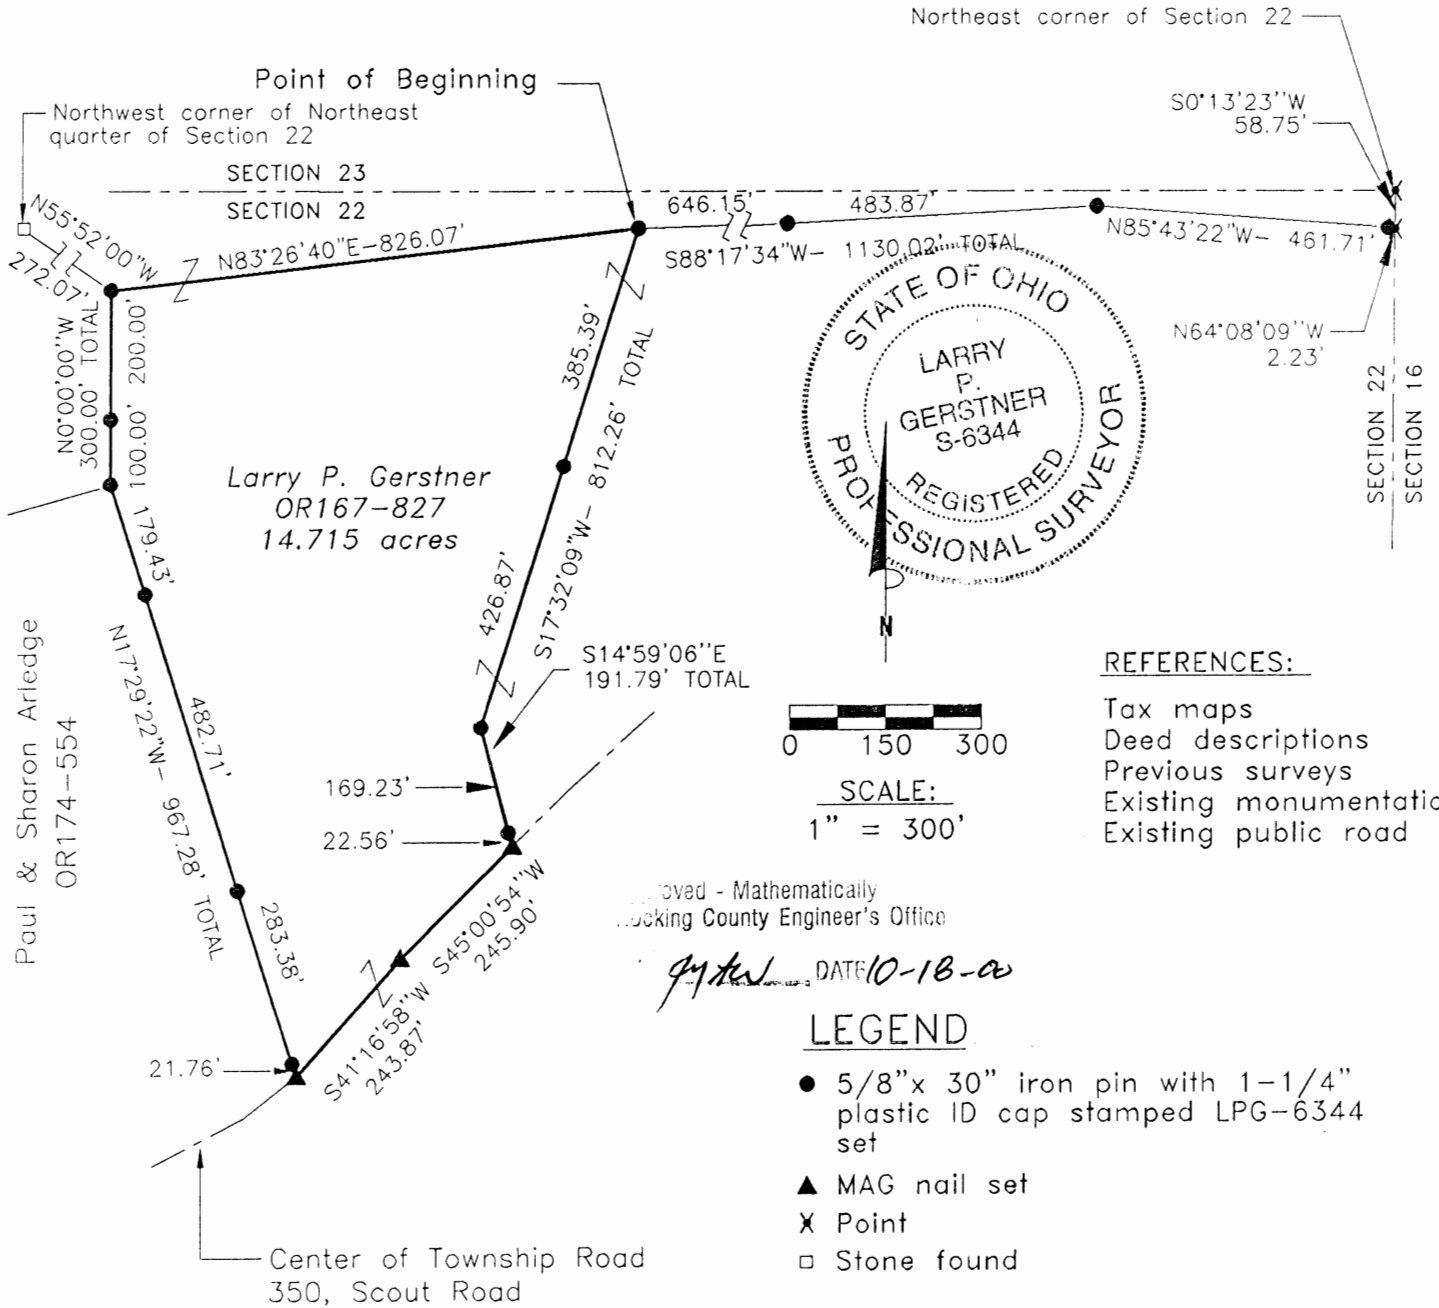 Northeast corner of Section 22
Point of Beginning
Northwest corner of Northeast
quarter of Section 22
S0°13'23"W
58.75'
SECTION 23
SECTION 22
N55°52'00"W
272.07'
N83°26'40"E-826.07'
646.15'
483.87'
S88°17'34"W- 1130.02' TOTAL
N85°43'22"W- 461.71'
N64°08'09"W
2.23'
SECTION 22
SECTION 16
N0°00'00"W
300.00' TOTAL
200.00'
100.00'
385.39'
S17°32'09"W- 812.26' TOTAL
426.87'
STATE OF OHIO
LARRY
P.
GERSTNER
S-6344
REGISTERED
PROFESSIONAL SURVEYOR
Larry P. Gerstner
OR167-827
14.715 acres
179.43'
N17°29'22"W- 967.28' TOTAL
482.71'
283.38'
Paul & Sharon Arledge
OR174-554
S14°59'06"E
191.79' TOTAL
169.23'
22.56'
S45°00'54"W
245.90'
S41°16'58"W
243.87'
21.76'
N
0 150 300
SCALE:
1" = 300'
REFERENCES:
Tax maps
Deed descriptions
Previous surveys
Existing monumentatio
Existing public road
oved - Mathematically
cking County Engineer's Office
DATE 10-18-00
LEGEND
5/8"x 30" iron pin with 1-1/4"
plastic ID cap stamped LPG-6344
set
MAG nail set
Point
Stone found
Center of Township Road
350, Scout Road